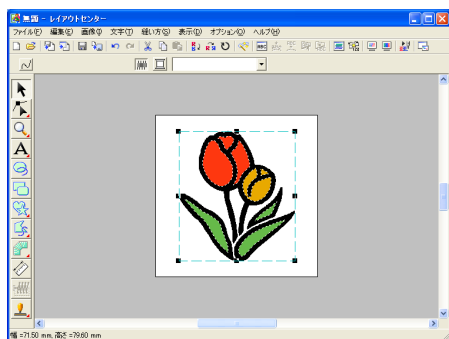 無題 - レイアウトセンター
ファイル(F) 編集(E) 画像(I) 文字(T) 縫い方(S) 表示(D) オプション(O) ヘルプ(H)
ABC
A
幅 =71.50 mm, 高さ =79.60 mm